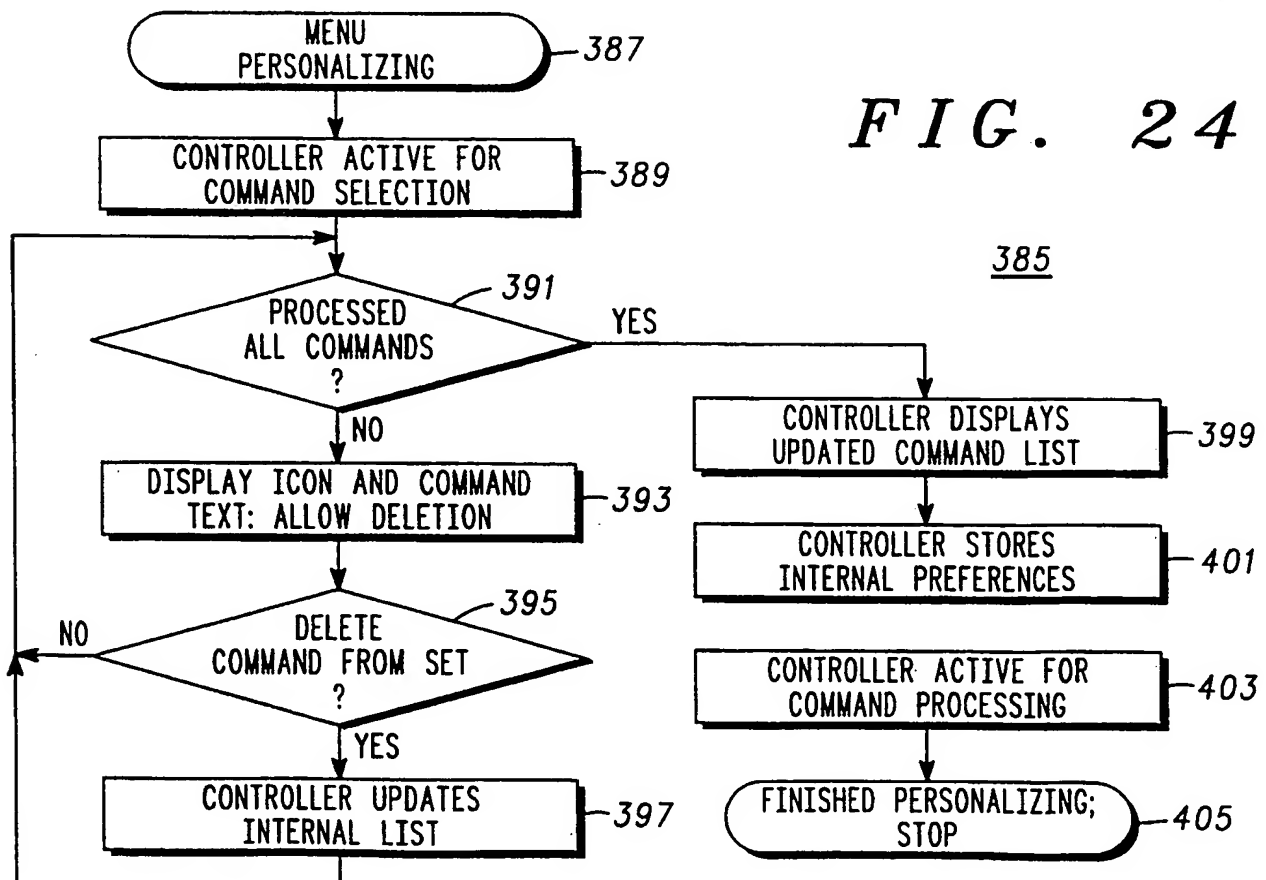 MENU
PERSONALIZING
387
FIG. 24
CONTROLLER ACTIVE FOR
COMMAND SELECTION
389
385
PROCESSED
ALL COMMANDS
?
391
YES
NO
CONTROLLER DISPLAYS
UPDATED COMMAND LIST
399
DISPLAY ICON AND COMMAND
TEXT: ALLOW DELETION
393
CONTROLLER STORES
INTERNAL PREFERENCES
401
DELETE
COMMAND FROM SET
?
395
NO
YES
CONTROLLER ACTIVE FOR
COMMAND PROCESSING
403
CONTROLLER UPDATES
INTERNAL LIST
397
FINISHED PERSONALIZING;
STOP
405